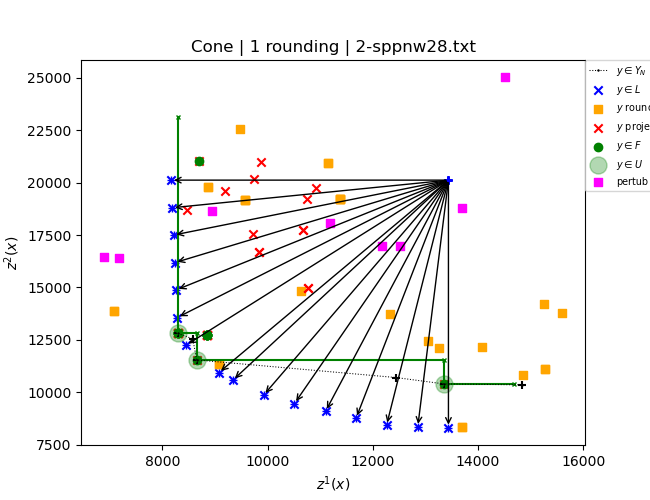 Cone | 1 rounding | 2-sppnw28.txt
25000
22500
20000
17500
15000
12500
10000
7500
z²(x)
8000
10000
12000
14000
16000
z¹(x)
y ∈ Y_N
y ∈ L
y roun
y proje
y ∈ F
y ∈ U
pertub